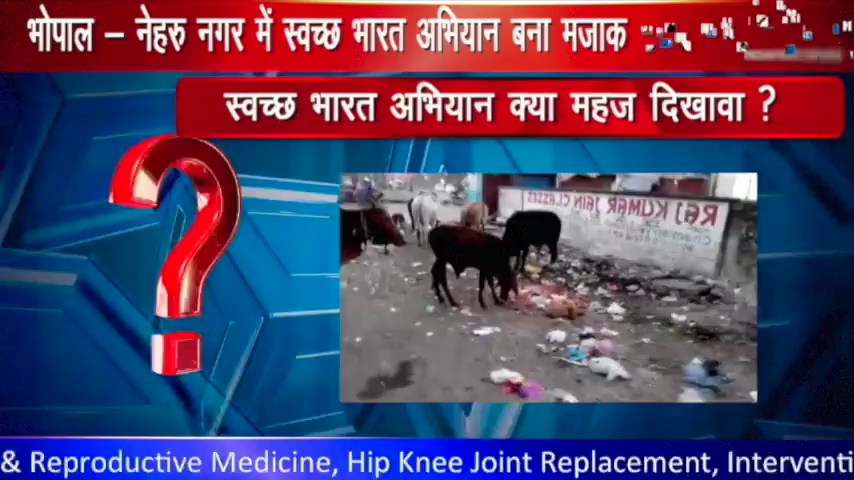 भोपाल – नेहरु नगर में स्वच्छ भारत अभियान बना मजाक
स्वच्छ भारत अभियान क्या महज दिखावा ?
RAJ KUMAR JAIN CLASSES
& Reproductive Medicine, Hip Knee Joint Replacement, Interventi